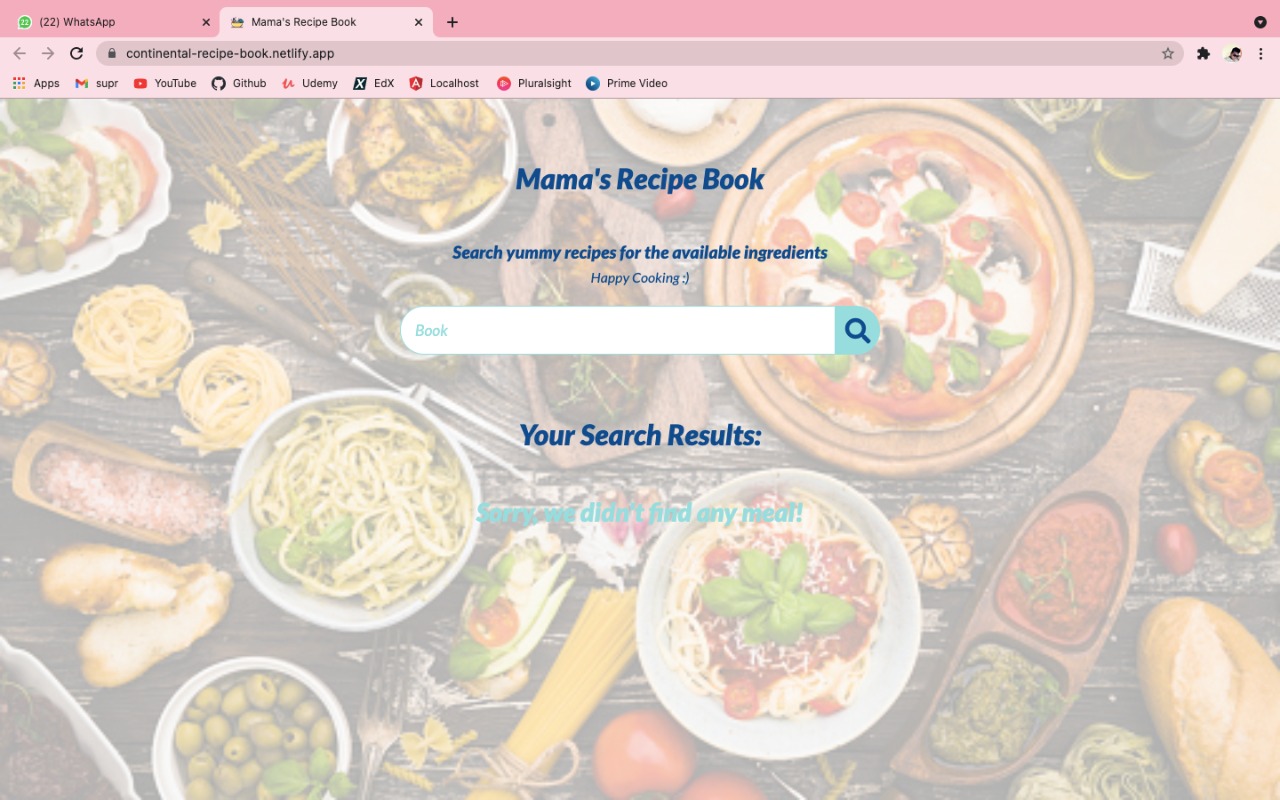 (22) WhatsApp
Mama's Recipe Book
continental-recipe-book.netlify.app
Apps supr YouTube Github Udemy EdX Localhost Pluralsight Prime Video
Mama's Recipe Book
Search yummy recipes for the available ingredients
Happy Cooking :)
Book
Your Search Results:
Sorry, we didn't find any meal!